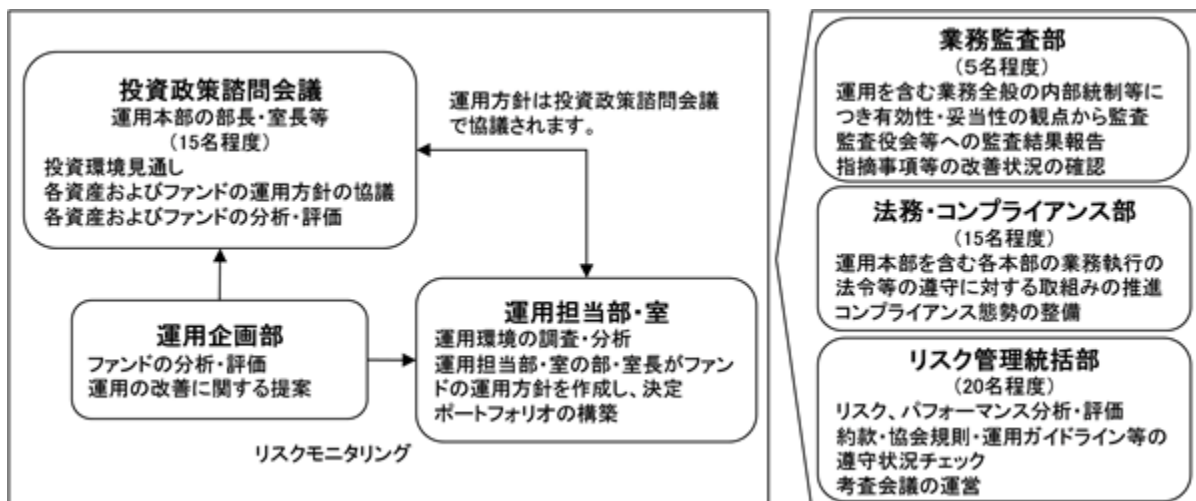 投資政策諮問会議
運用本部の部長・室長等
(15名程度)
投資環境見通し
各資産およびファンドの運用方針の協議
各資産およびファンドの分析・評価
運用方針は投資政策諮問会議
で協議されます。
運用企画部
ファンドの分析・評価
運用の改善に関する提案
運用担当部・室
運用環境の調査・分析
運用担当部・室の部・室長がファン
ドの運用方針を作成し、決定
ポートフォリオの構築
リスクモニタリング
業務監査部
(5名程度)
運用を含む業務全般の内部統制等に
つき有効性・妥当性の観点から監査
監査役会等への監査結果報告
指摘事項等の改善状況の確認
法務・コンプライアンス部
(15名程度)
運用本部を含む各本部の業務執行の
法令等の遵守に対する取組みの推進
コンプライアンス態勢の整備
リスク管理統括部
(20名程度)
リスク、パフォーマンス分析・評価
約款・協会規則・運用ガイドライン等の
遵守状況チェック
考査会議の運営